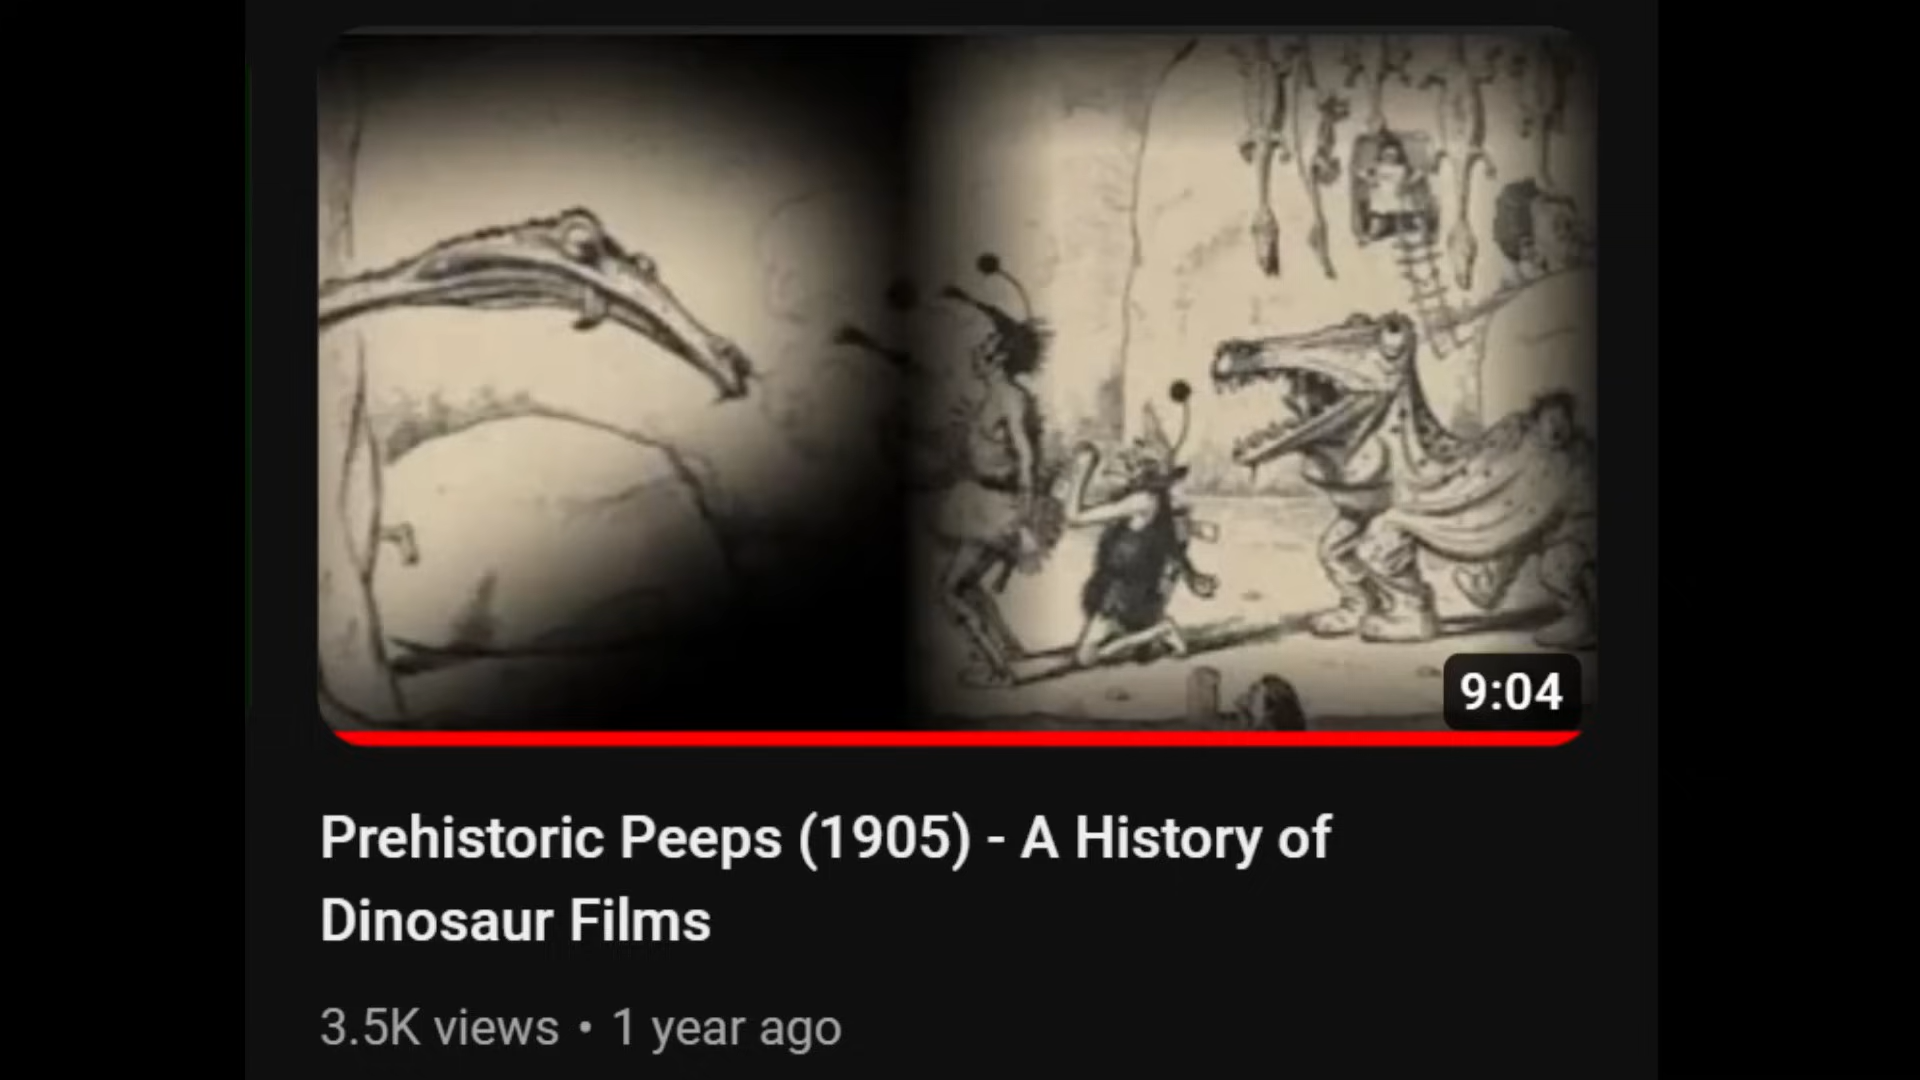 9:04
Prehistoric Peeps (1905) - A History of
Dinosaur Films
3.5K views • 1 year ago